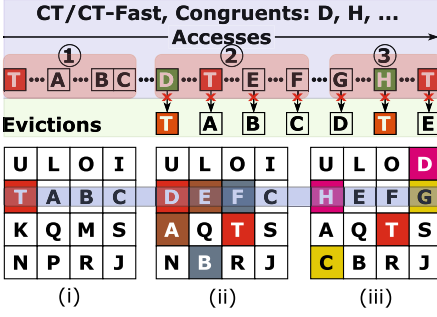 CT/CT-Fast, Congruents: D, H, ...
Accesses
① ② ③
T ··· A ··· B C ··· D ··· T ··· E ··· F ··· G ··· H ··· T
Evictions T A B C D T E
U L O I U L O I U L O D
T A B C D E F C H E F G
K Q M S A Q T S A Q T S
N P R J N B R J C B R J
(i) (ii) (iii)